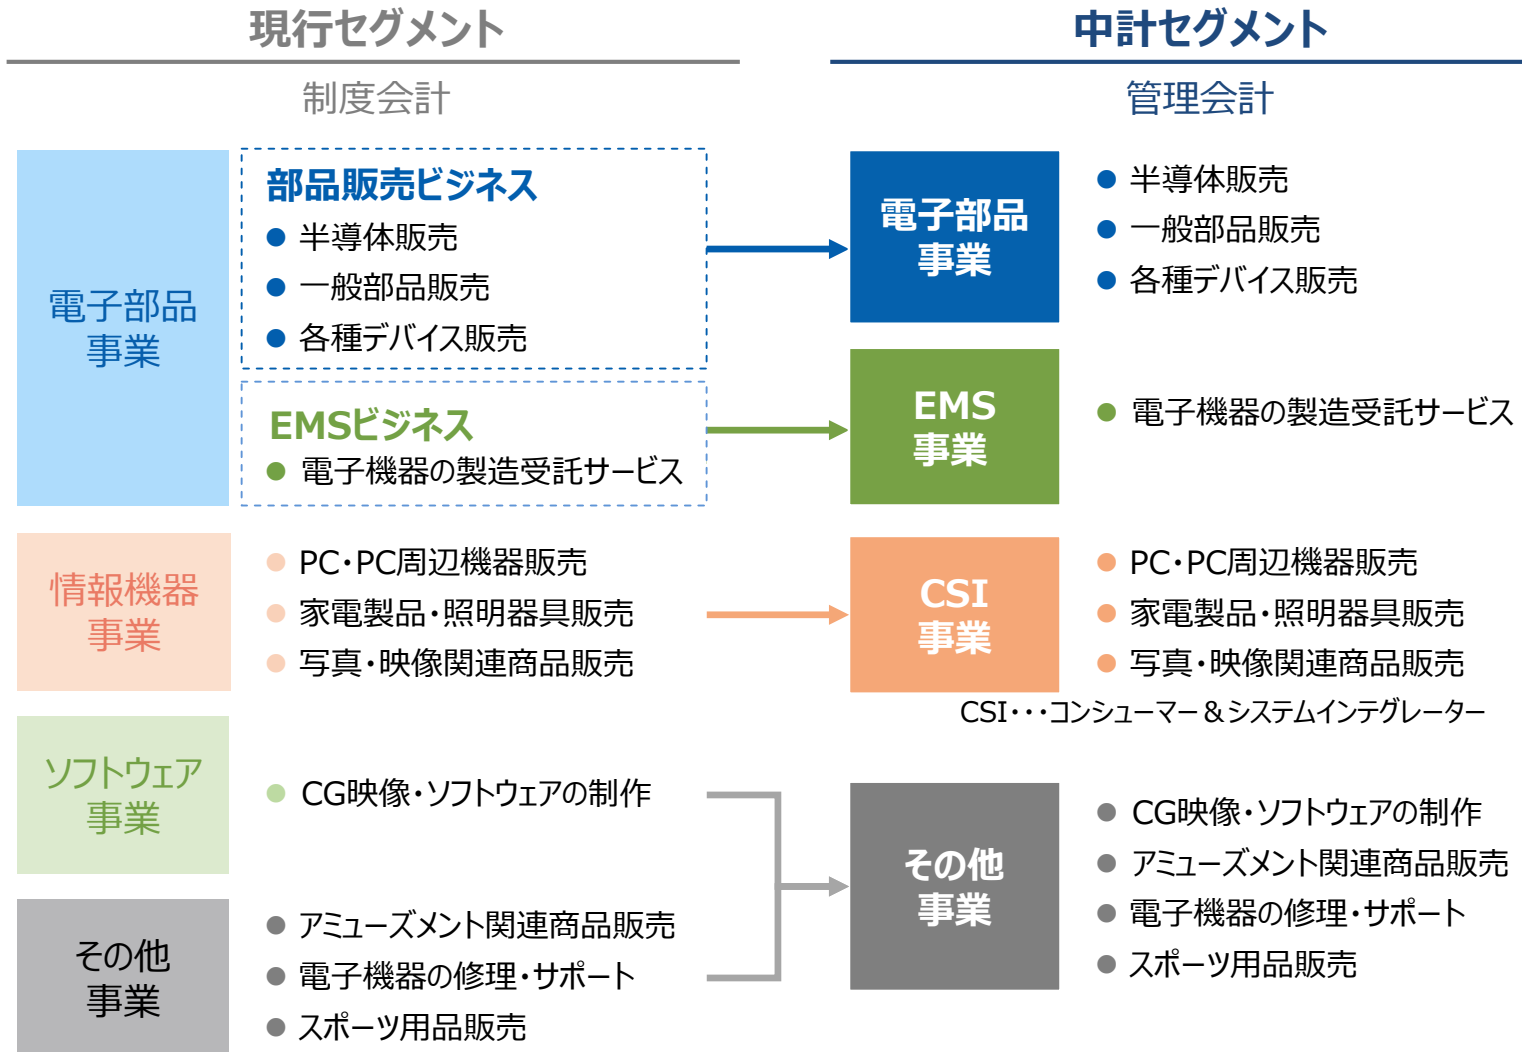 現行セグメント
制度会計
電子部品
事業
部品販売ビジネス
● 半導体販売
● 一般部品販売
● 各種デバイス販売
EMSビジネス
● 電子機器の製造受託サービス
情報機器
事業
● PC・PC周辺機器販売
● 家電製品・照明器具販売
● 写真・映像関連商品販売
ソフトウェア
事業
● CG映像・ソフトウェアの制作
その他
事業
● アミューズメント関連商品販売
● 電子機器の修理・サポート
● スポーツ用品販売
中計セグメント
管理会計
電子部品
事業
● 半導体販売
● 一般部品販売
● 各種デバイス販売
EMS
事業
● 電子機器の製造受託サービス
CSI
事業
● PC・PC周辺機器販売
● 家電製品・照明器具販売
● 写真・映像関連商品販売
CSI・・・コンシューマー＆システムインテグレーター
その他
事業
● CG映像・ソフトウェアの制作
● アミューズメント関連商品販売
● 電子機器の修理・サポート
● スポーツ用品販売